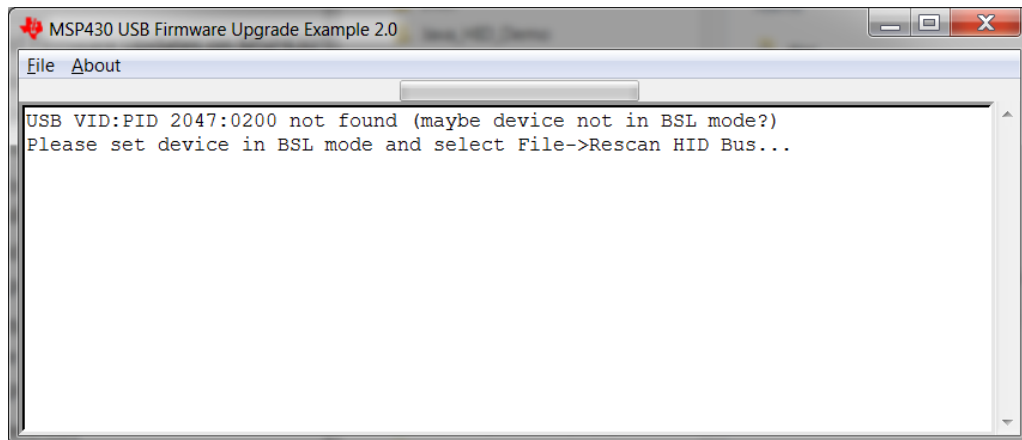 MSP430 USB Firmware Upgrade Example 2.0
File About
USB VID:PID 2047:0200 not found (maybe device not in BSL mode?)
Please set device in BSL mode and select File->Rescan HID Bus...